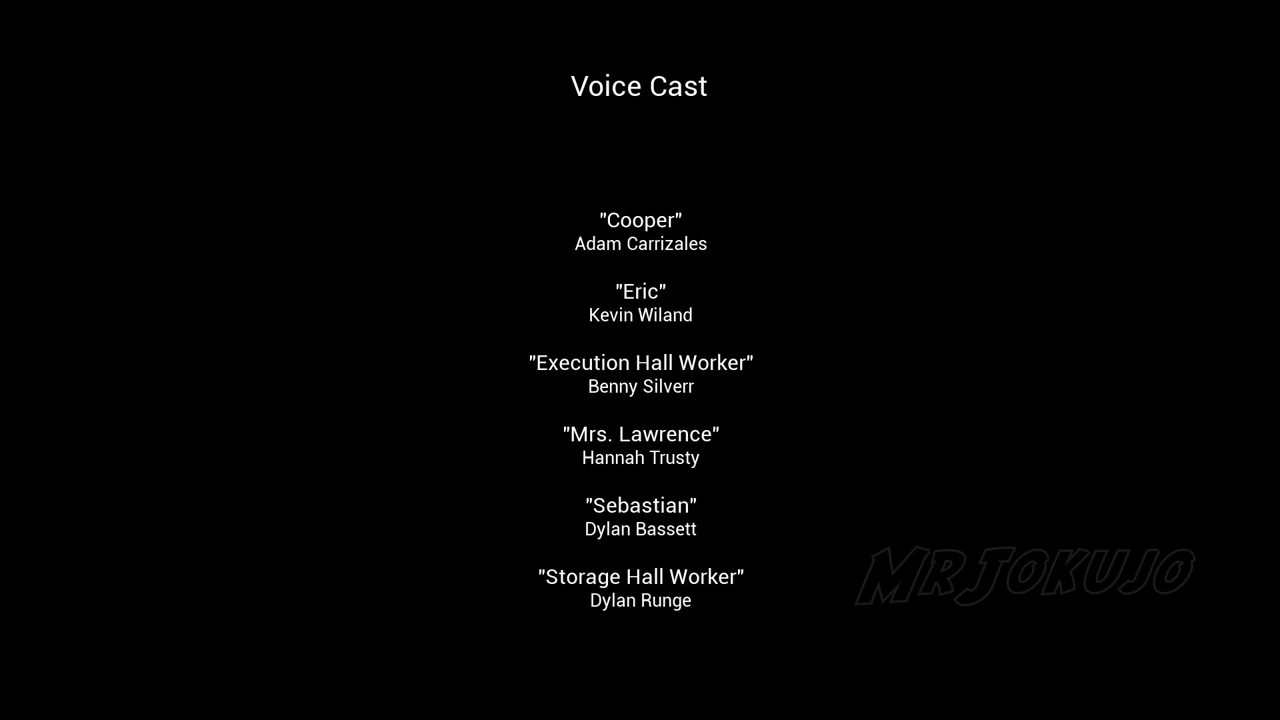 Voice Cast
"Cooper"
Adam Carrizales
"Eric"
Kevin Wiland
"Execution Hall Worker"
Benny Silverr
"Mrs. Lawrence"
Hannah Trusty
"Sebastian"
Dylan Bassett
"Storage Hall Worker"
Dylan Runge
MrJokujo